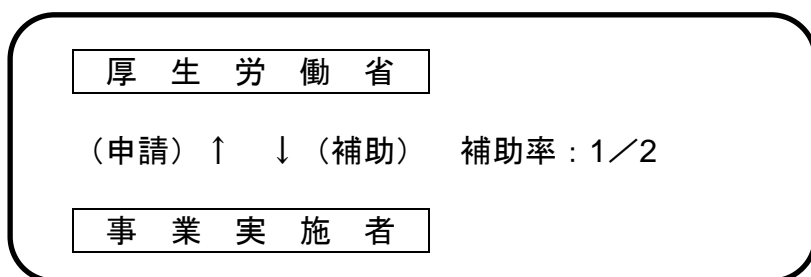 厚 生 労 働 省
（申請）↑ ↓（補助） 補助率：1／2
事 業 実 施 者